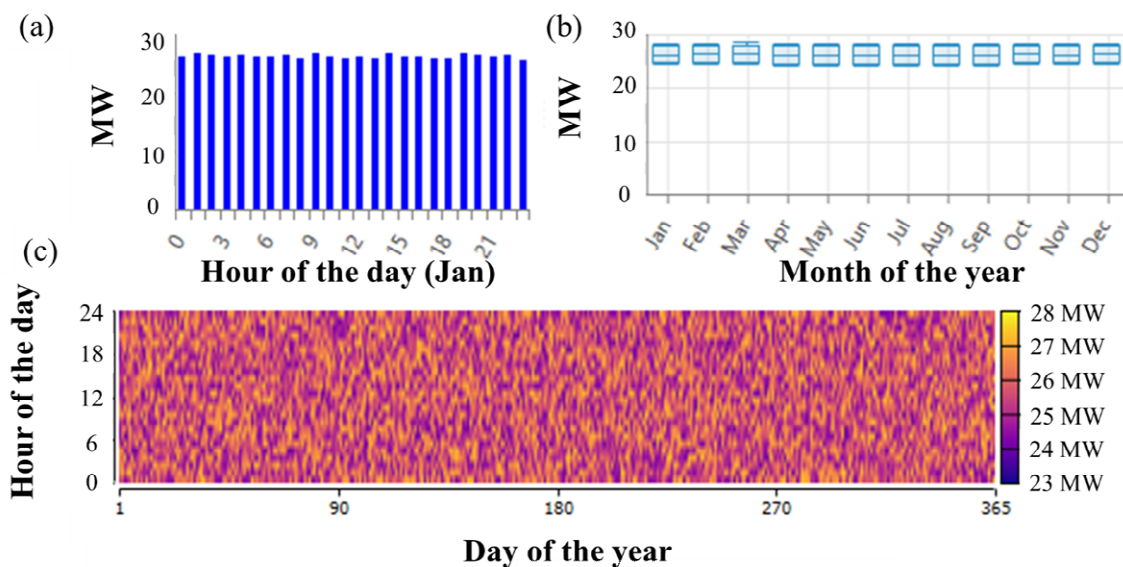 (a)
MW
30
20
10
0
0 3 6 9 12 15 18 21
Hour of the day (Jan)
(b)
MW
30
20
10
0
Jan Feb Mar Apr May Jun Jul Aug Sep Oct Nov Dec
Month of the year
(c)
Hour of the day
24
18
12
6
0
1 90 180 270 365
Day of the year
28 MW
27 MW
26 MW
25 MW
24 MW
23 MW